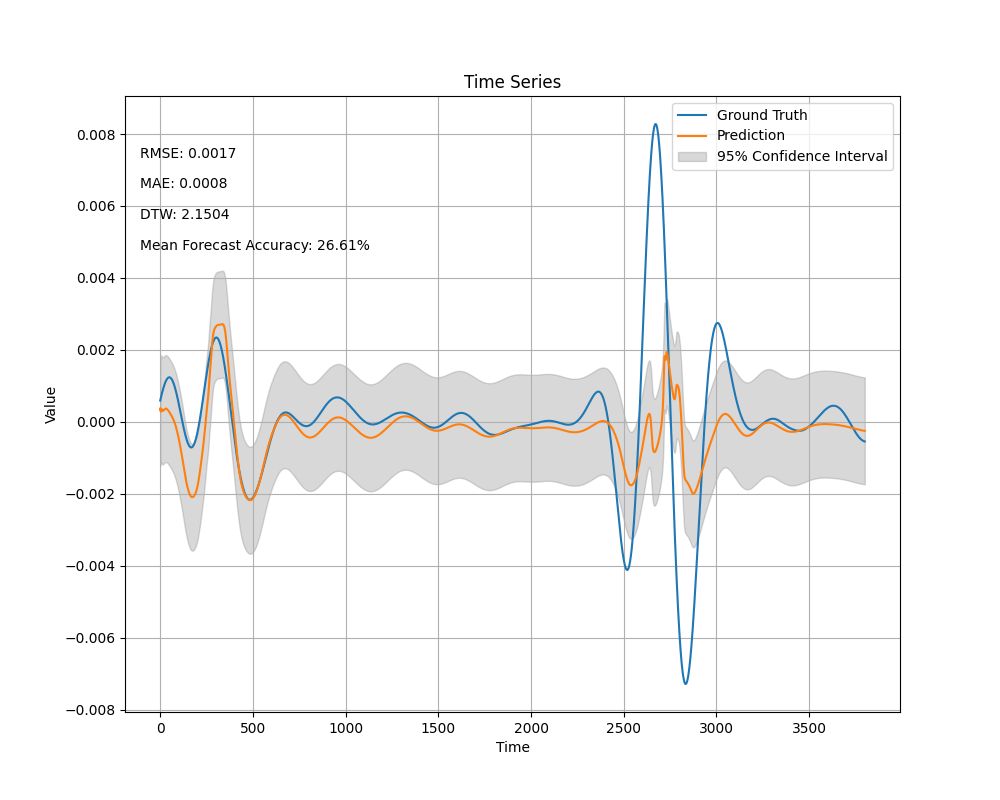 Time Series
Ground Truth
Prediction
95% Confidence Interval
RMSE: 0.0017
MAE: 0.0008
DTW: 2.1504
Mean Forecast Accuracy: 26.61%
0.008
0.006
0.004
0.002
0.000
−0.002
−0.004
−0.006
−0.008
Value
0 500 1000 1500 2000 2500 3000 3500
Time